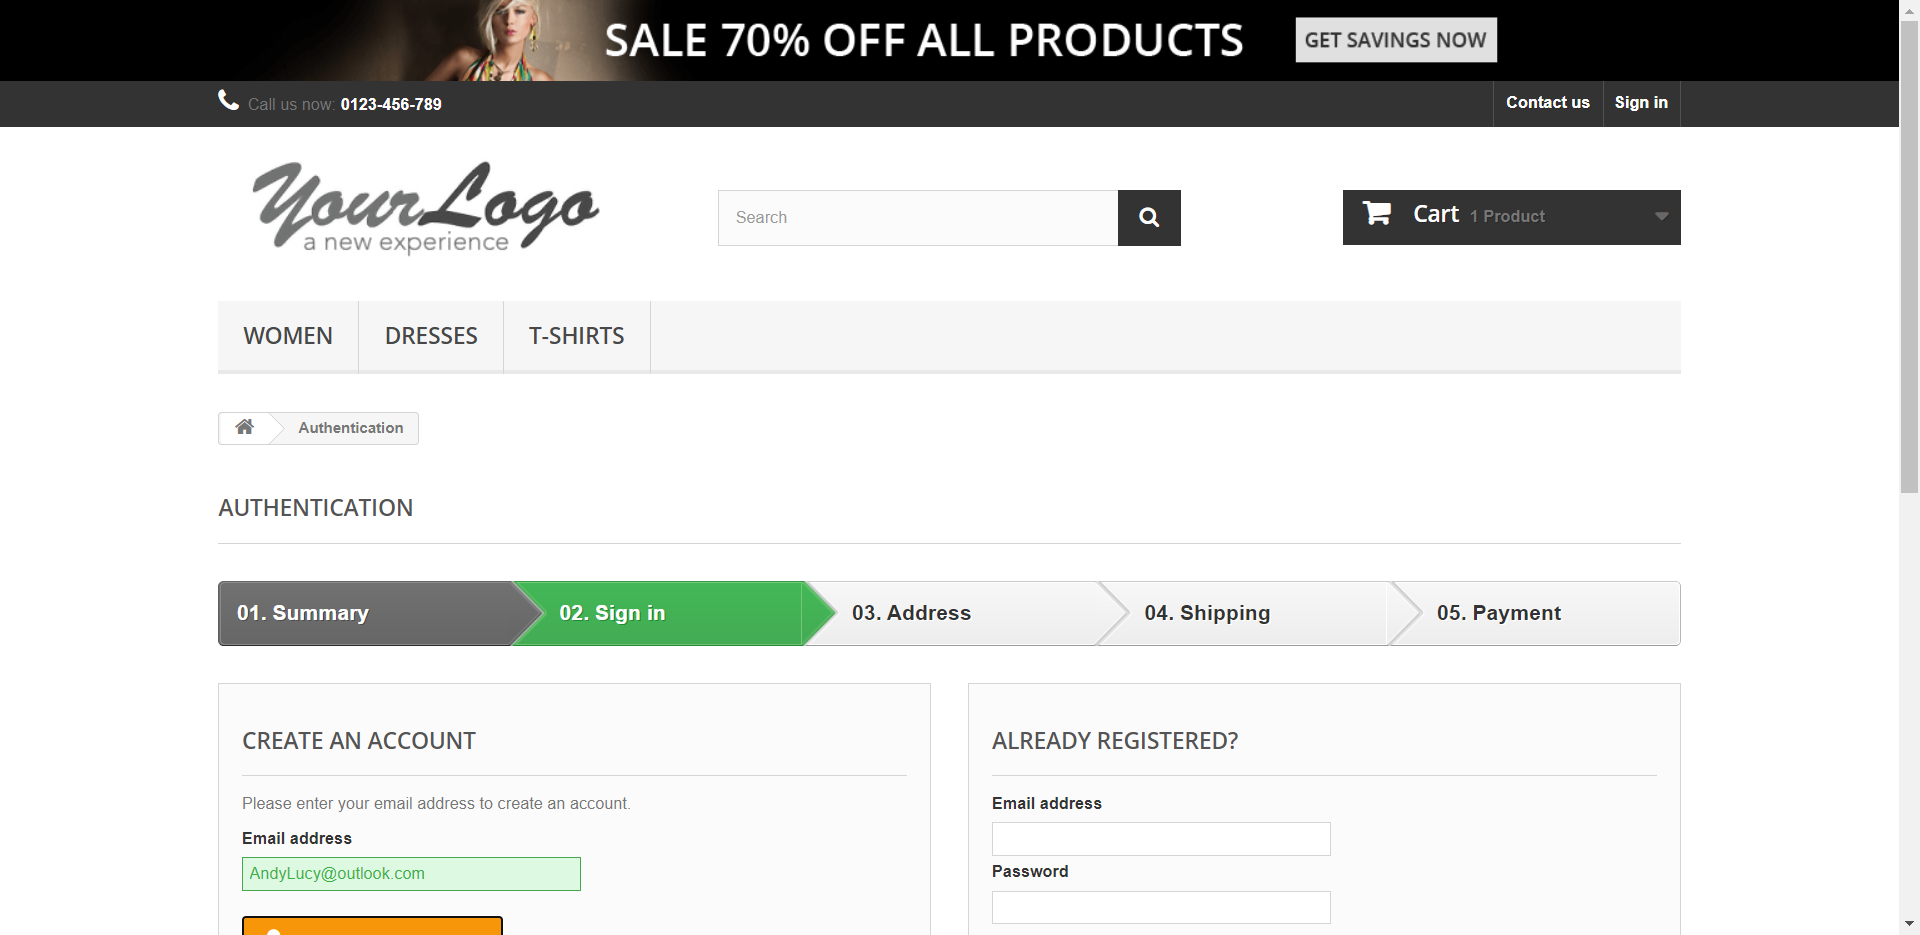 SALE 70% OFF ALL PRODUCTS GET SAVINGS NOW
Call us now: 0123-456-789 Contact us Sign in
YourLogo
a new experience
Search
Cart 1 Product
WOMEN DRESSES T-SHIRTS
Authentication
AUTHENTICATION
01. Summary 02. Sign in 03. Address 04. Shipping 05. Payment
CREATE AN ACCOUNT
Please enter your email address to create an account.
Email address
AndyLucy@outlook.com
ALREADY REGISTERED?
Email address
Password